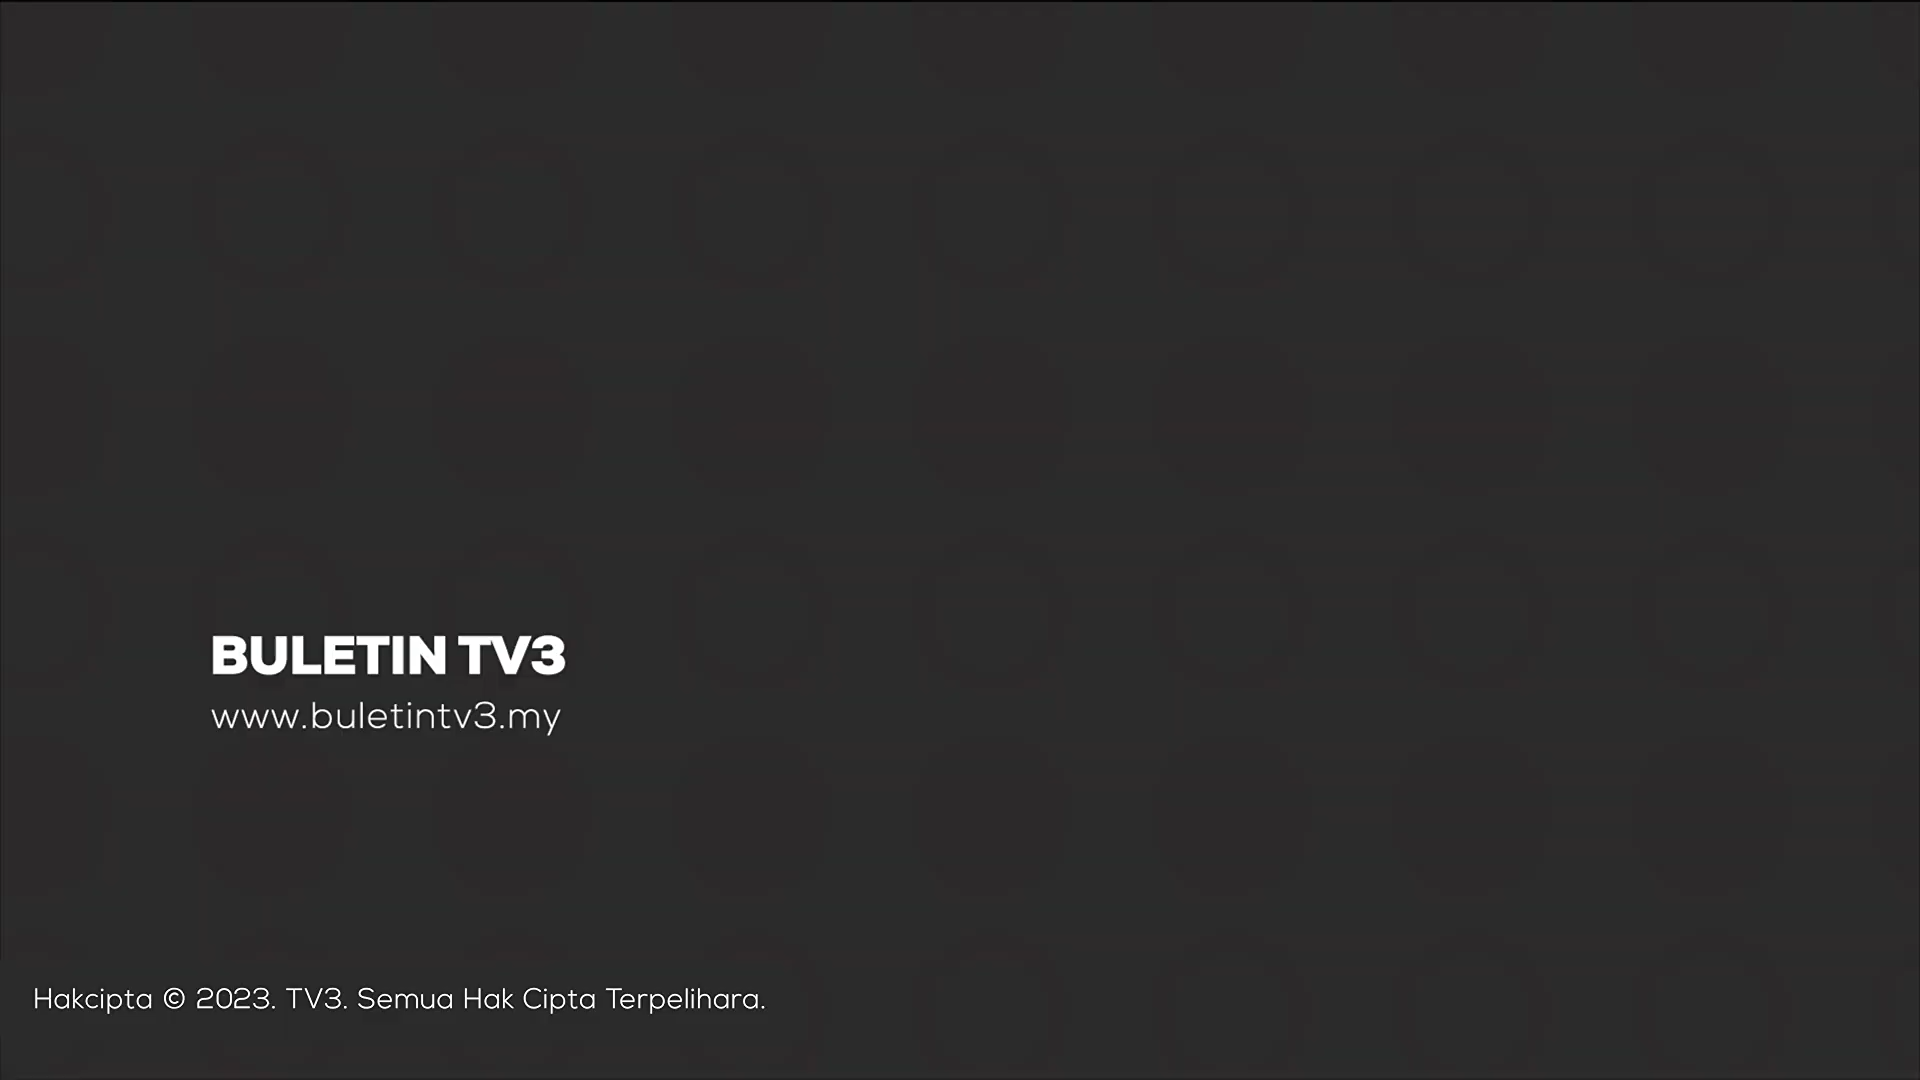 BULETIN TV3
www.buletintv3.my
Hakcipta © 2023. TV3. Semua Hak Cipta Terpelihara.